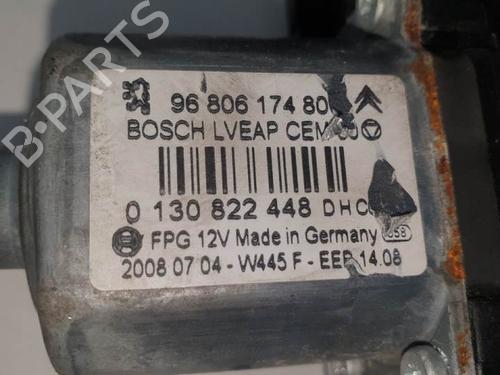 96 806 174 80
BOSCH LVEAP
0 130 822 448 DHC
FPG 12V Made in Germany 858
2008 07 04 - W445 F - EEP 14.08
B-PARTS